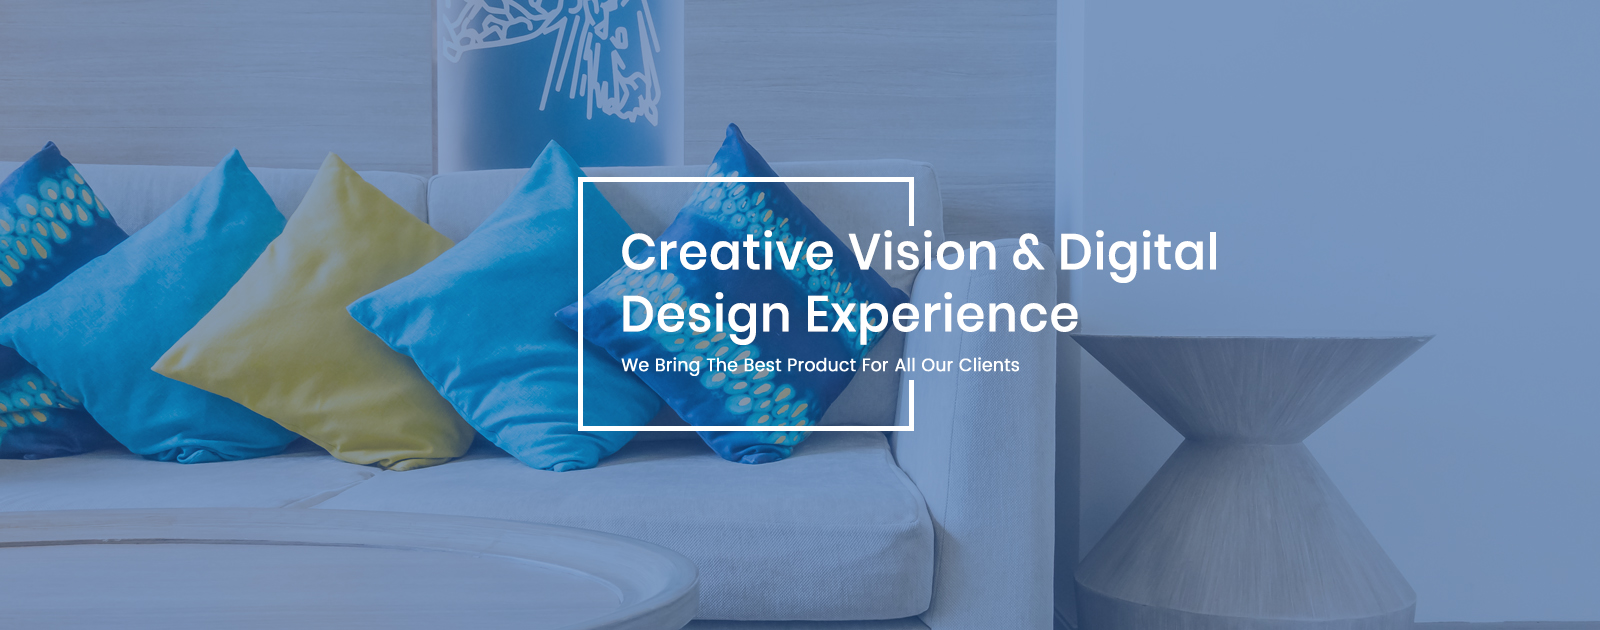 Creative Vision & Digital
Design Experience
We Bring The Best Product For All Our Clients